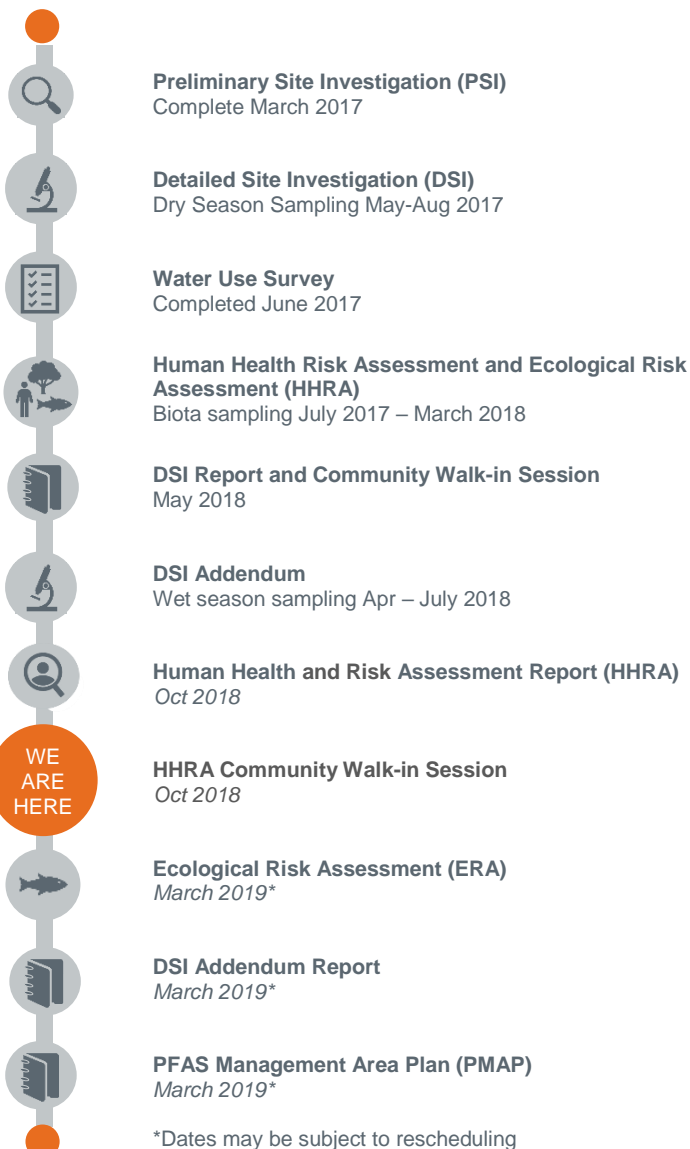 Preliminary Site Investigation (PSI)
Complete March 2017
Detailed Site Investigation (DSI)
Dry Season Sampling May-Aug 2017
Water Use Survey
Completed June 2017
Human Health Risk Assessment and Ecological Risk
Assessment (HHRA)
Biota sampling July 2017 – March 2018
DSI Report and Community Walk-in Session
May 2018
DSI Addendum
Wet season sampling Apr – July 2018
Human Health and Risk Assessment Report (HHRA)
Oct 2018
WE
ARE
HERE
HHRA Community Walk-in Session
Oct 2018
Ecological Risk Assessment (ERA)
March 2019*
DSI Addendum Report
March 2019*
PFAS Management Area Plan (PMAP)
March 2019*
*Dates may be subject to rescheduling